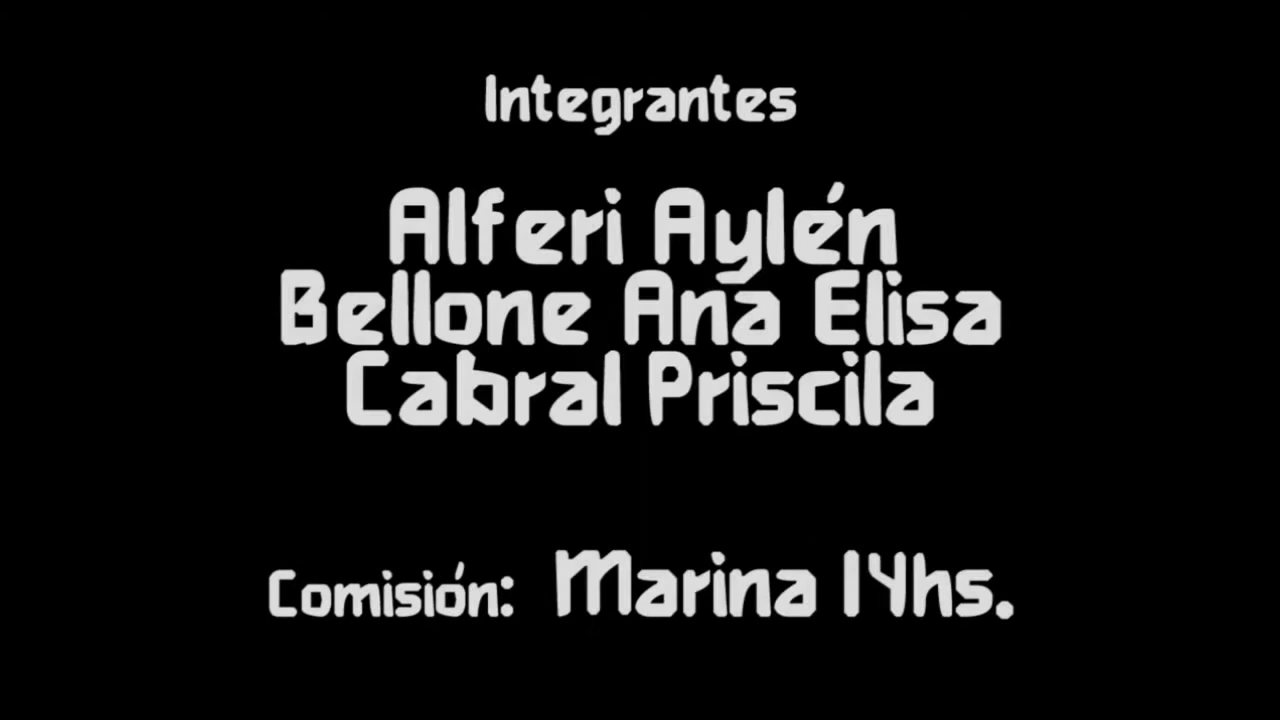 Integrantes
Alferi Aylén
Bellone Ana Elisa
Cabral Priscila
Comisión: Marina 14hs.